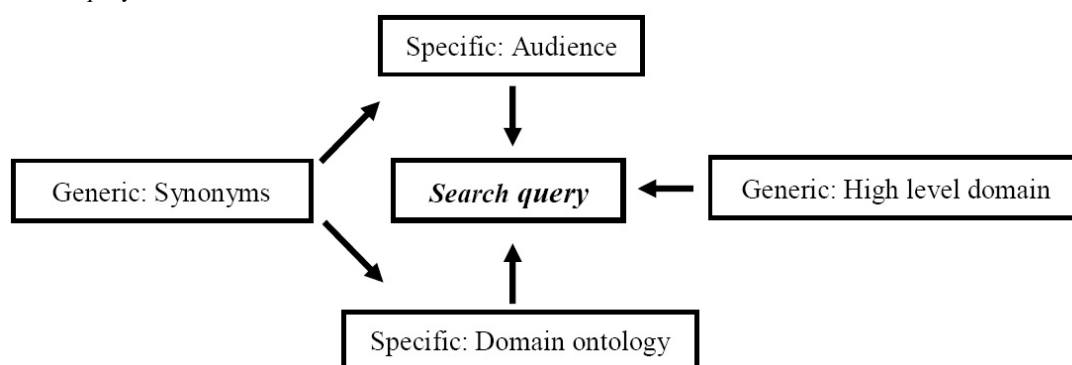 Specific: Audience
Generic: Synonyms
Search query
Generic: High level domain
Specific: Domain ontology